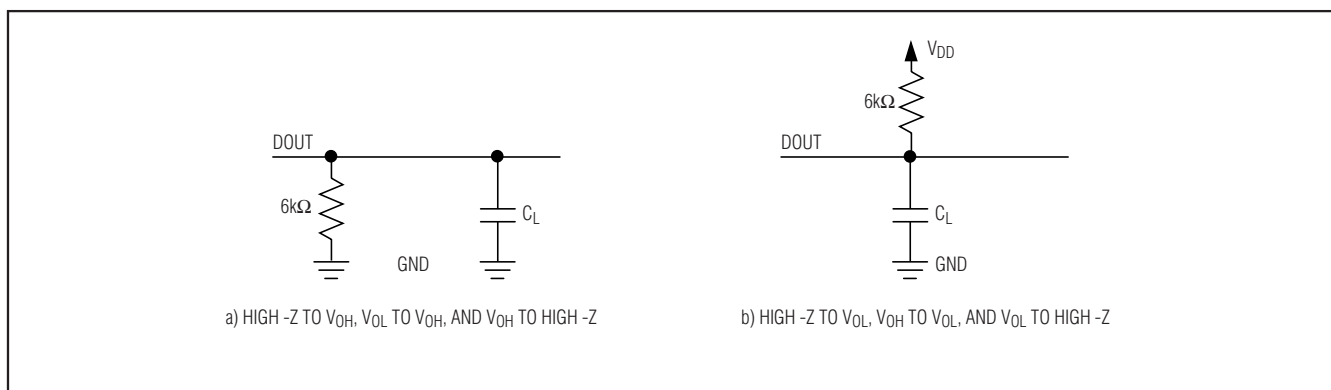 DOUT
6kΩ
C_L
GND
a) HIGH -Z TO V_OH, V_OL TO V_OH, AND V_OH TO HIGH -Z
V_DD
6kΩ
DOUT
C_L
GND
b) HIGH -Z TO V_OL, V_OH TO V_OL, AND V_OL TO HIGH -Z